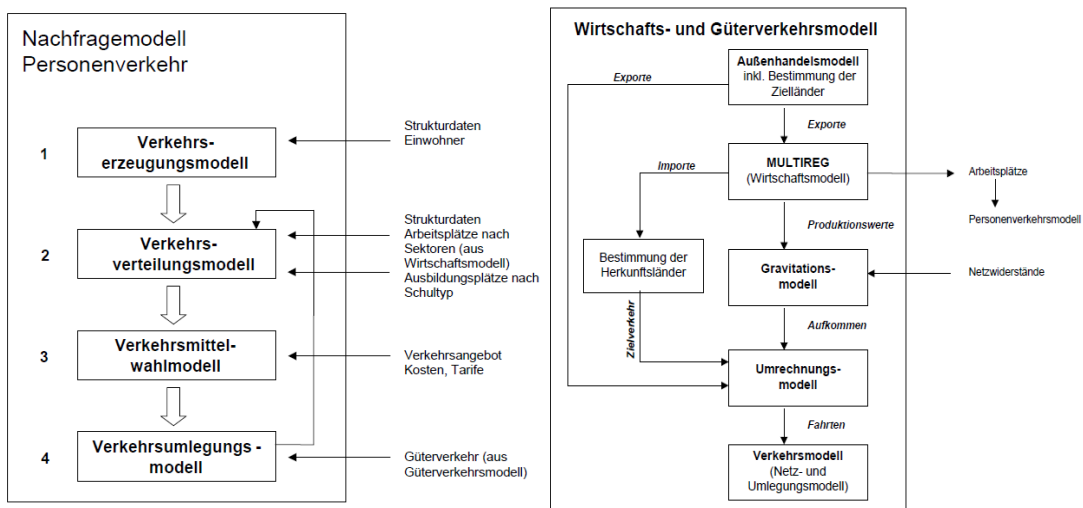 Nachfragemodell
Personenverkehr
1
Verkehrs-
erzeugungsmodell
Strukturdaten
Einwohner
2
Verkehrs-
verteilungsmodell
Strukturdaten
Arbeitsplätze nach
Sektoren (aus
Wirtschaftsmodell)
Ausbildungsplätze nach
Schultyp
3
Verkehrsmittel-
wahlmodell
Verkehrsangebot
Kosten, Tarife
4
Verkehrsumlegungs -
modell
Güterverkehr (aus
Güterverkehrsmodell)
Wirtschafts- und Güterverkehrsmodell
Außenhandelsmodell
inkl. Bestimmung der
Zielländer
Exporte
Exporte
MULTIREG
(Wirtschaftsmodell)
Importe
Arbeitsplätze
Personenverkehrsmodell
Produktionswerte
Bestimmung der
Herkunftsländer
Gravitations-
modell
Netzwiderstände
Zielverkehr
Aufkommen
Umrechnungs-
modell
Fahrten
Verkehrsmodell
(Netz- und
Umlegungsmodell)